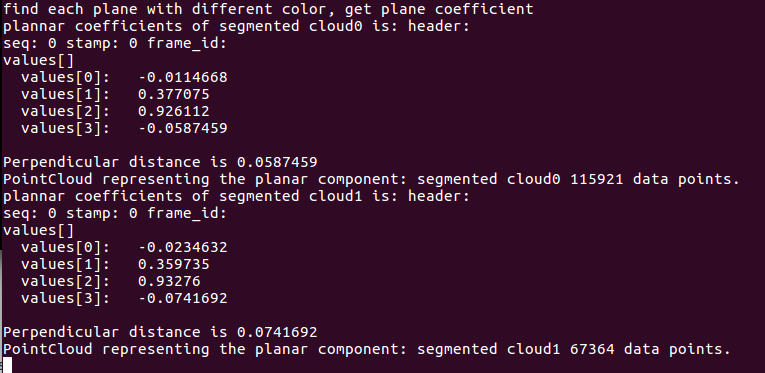 find each plane with different color, get plane coefficient
plannar coefficients of segmented cloud0 is: header:
seq: 0 stamp: 0 frame_id:
values[]
  values[0]:   -0.0114668
  values[1]:   0.377075
  values[2]:   0.926112
  values[3]:   -0.0587459

Perpendicular distance is 0.0587459
PointCloud representing the planar component: segmented cloud0 115921 data points.
plannar coefficients of segmented cloud1 is: header:
seq: 0 stamp: 0 frame_id:
values[]
  values[0]:   -0.0234632
  values[1]:   0.359735
  values[2]:   0.93276
  values[3]:   -0.0741692

Perpendicular distance is 0.0741692
PointCloud representing the planar component: segmented cloud1 67364 data points.